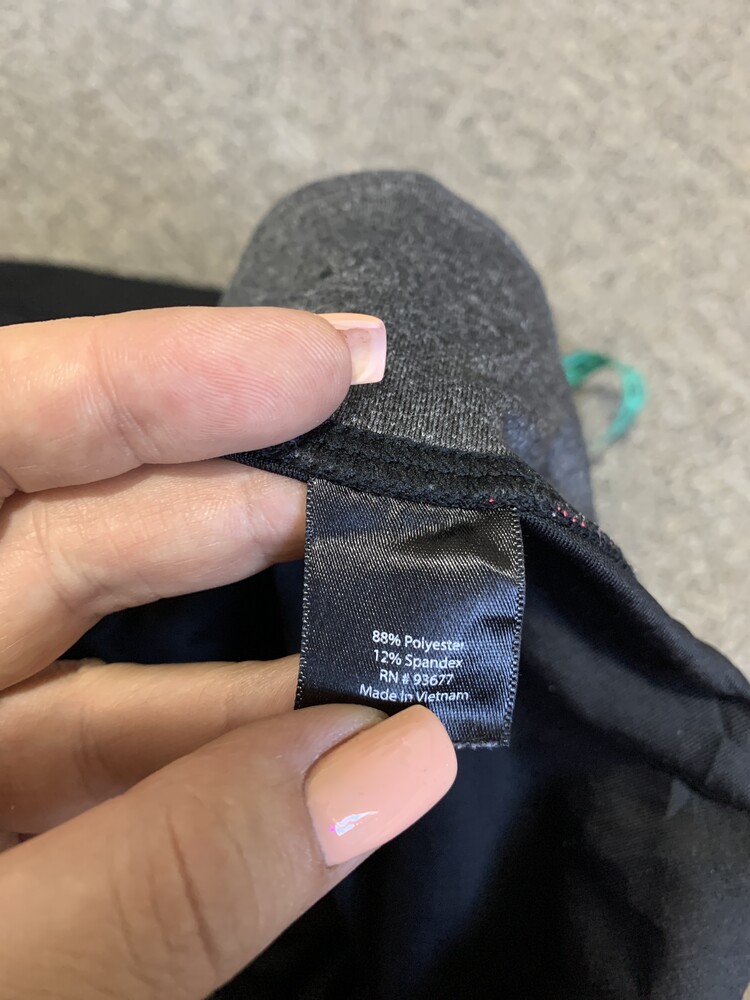 88% Polyester
12% Spandex
RN # 93677
Made In Vietnam